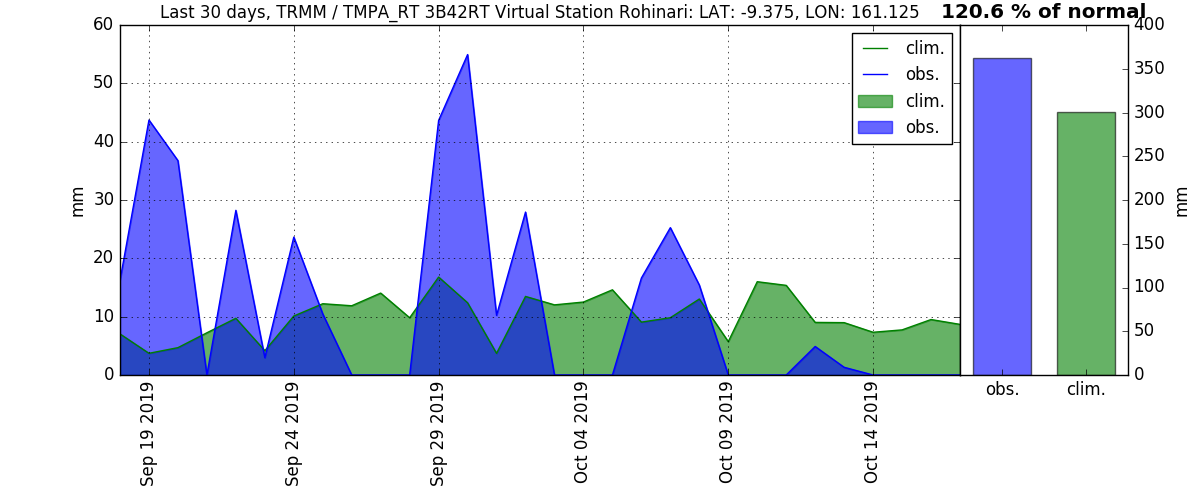 Last 30 days, TRMM / TMPA_RT 3B42RT Virtual Station Rohinari: LAT: -9.375, LON: 161.125
120.6 % of normal
60
50
40
30
20
10
0
mm
clim.
obs.
clim.
obs.
Sep 19 2019
Sep 24 2019
Sep 29 2019
Oct 04 2019
Oct 09 2019
Oct 14 2019
400
350
300
250
200
150
100
50
0
mm
obs.
clim.